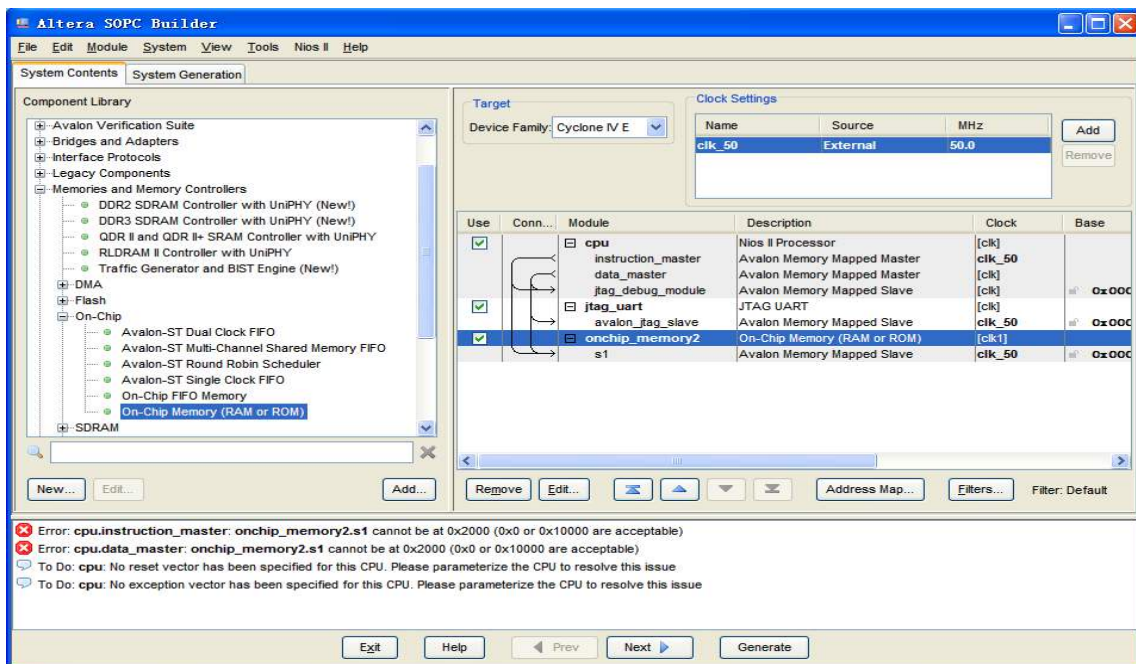 Altera SOPC Builder
File Edit Module System View Tools Nios II Help
System Contents System Generation
Component Library
Avalon Verification Suite
Bridges and Adapters
Interface Protocols
Legacy Components
Memories and Memory Controllers
DDR2 SDRAM Controller with UniPHY (New!)
DDR3 SDRAM Controller with UniPHY (New!)
QDR II and QDR II+ SRAM Controller with UniPHY
RLDRAM II Controller with UniPHY
Traffic Generator and BIST Engine (New!)
DMA
Flash
On-Chip
Avalon-ST Dual Clock FIFO
Avalon-ST Multi-Channel Shared Memory FIFO
Avalon-ST Round Robin Scheduler
Avalon-ST Single Clock FIFO
On-Chip FIFO Memory
On-Chip Memory (RAM or ROM)
SDRAM
New... Edit... Add...
Target
Device Family: Cyclone IV E
Clock Settings
Name Source MHz
clk_50 External 50.0
Add
Remove
Use Conn... Module Description Clock Base
cpu Nios II Processor [clk]
instruction_master Avalon Memory Mapped Master clk_50
data_master Avalon Memory Mapped Master [clk]
jtag_debug_module Avalon Memory Mapped Slave [clk] 0x000
jtag_uart JTAG UART [clk]
avalon_jtag_slave Avalon Memory Mapped Slave clk_50 0x000
onchip_memory2 On-Chip Memory (RAM or ROM) [clk1]
s1 Avalon Memory Mapped Slave clk_50 0x000
Remove Edit... Address Map... Filters... Filter: Default
Error: cpu.instruction_master: onchip_memory2.s1 cannot be at 0x2000 (0x0 or 0x10000 are acceptable)
Error: cpu.data_master: onchip_memory2.s1 cannot be at 0x2000 (0x0 or 0x10000 are acceptable)
To Do: cpu: No reset vector has been specified for this CPU. Please parameterize the CPU to resolve this issue
To Do: cpu: No exception vector has been specified for this CPU. Please parameterize the CPU to resolve this issue
Exit Help Prev Next Generate